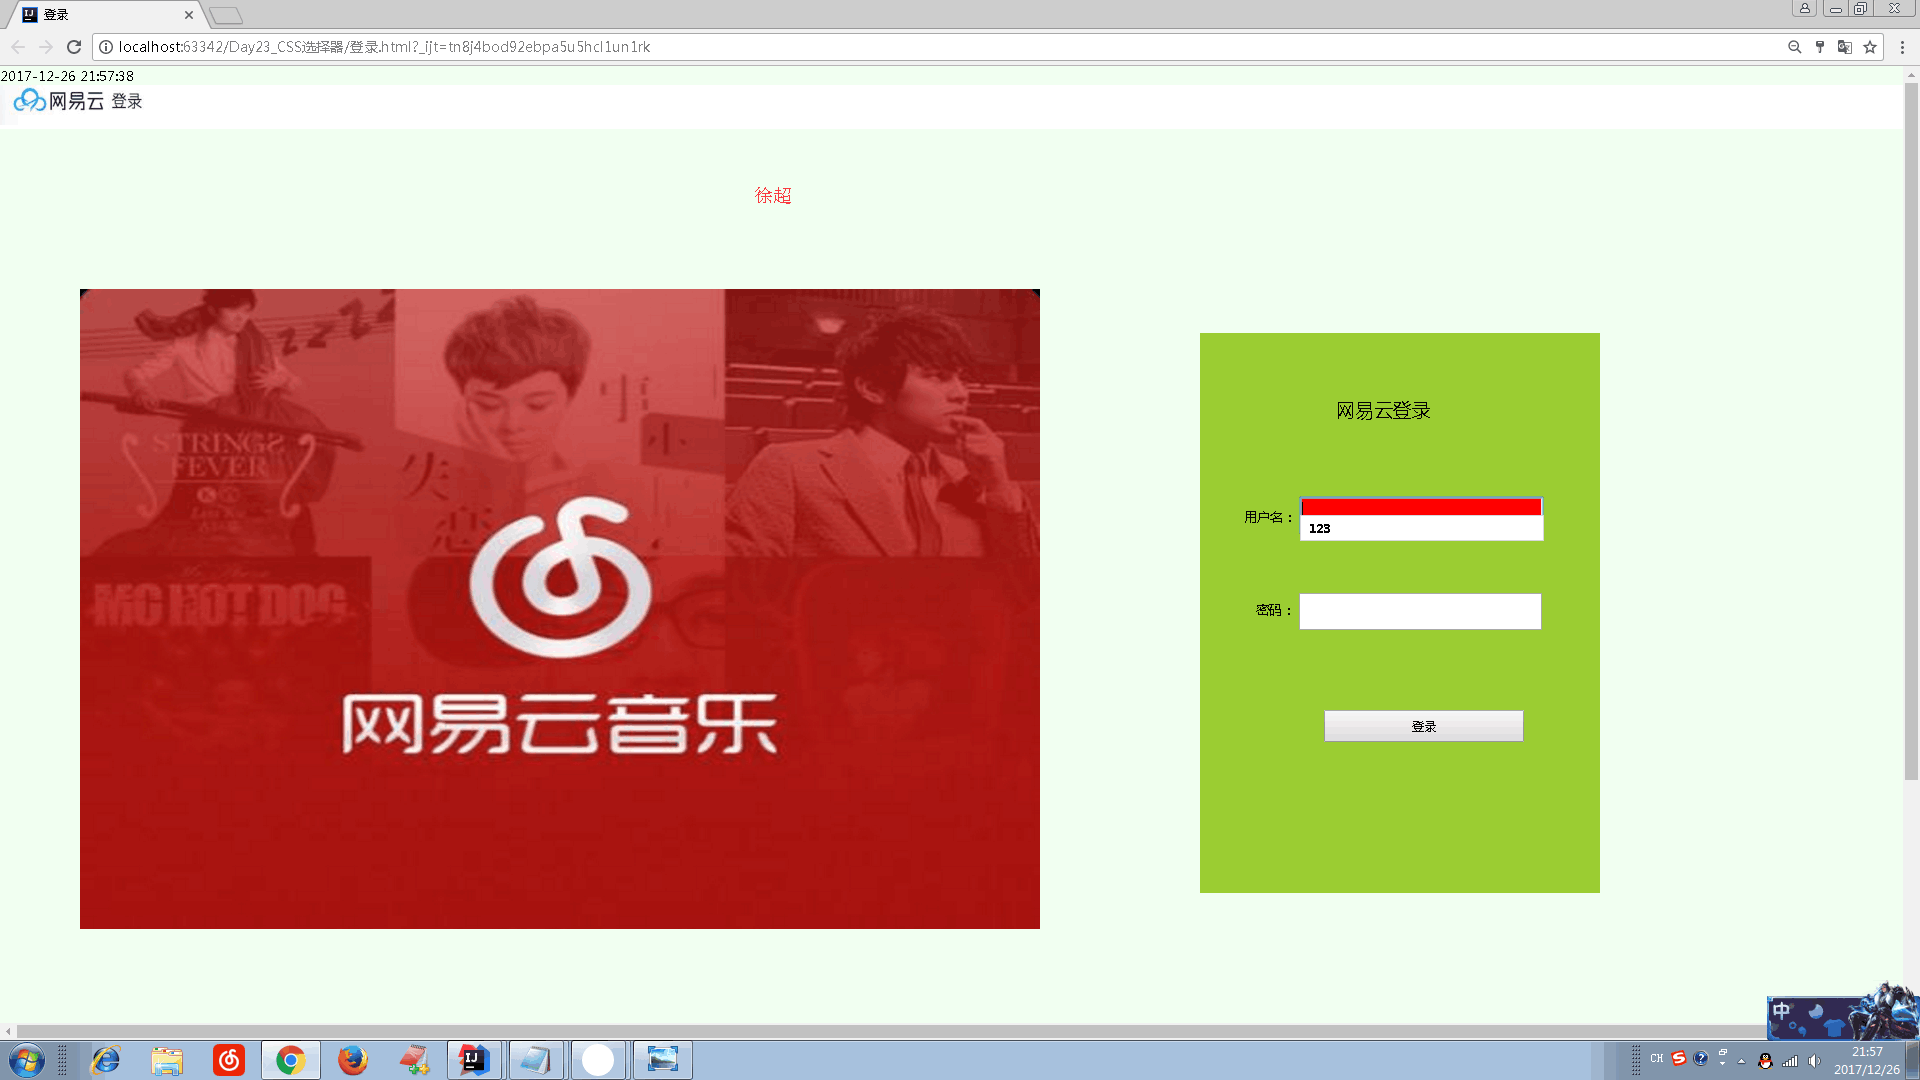 登录
localhost:63342/Day23_CSS选择器/登录.html?_ijt=tn8j4bod92ebpa5u5hcl1un1rk
2017-12-26 21:57:38
网易云 登录
徐超
STRINGS
FEVER
失
小
MC HOT DOG
网易云音乐
网易云登录
用户名：
123
密码：
登录
中
CH
21:57
2017/12/26